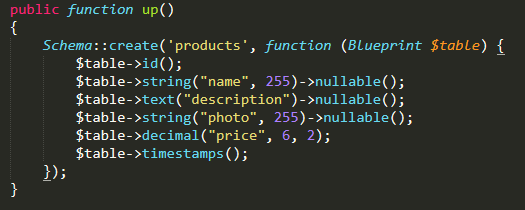 public function up()
{
    Schema::create('products', function (Blueprint $table) {
        $table->id();
        $table->string("name", 255)->nullable();
        $table->text("description")->nullable();
        $table->string("photo", 255)->nullable();
        $table->decimal("price", 6, 2);
        $table->timestamps();
    });
}